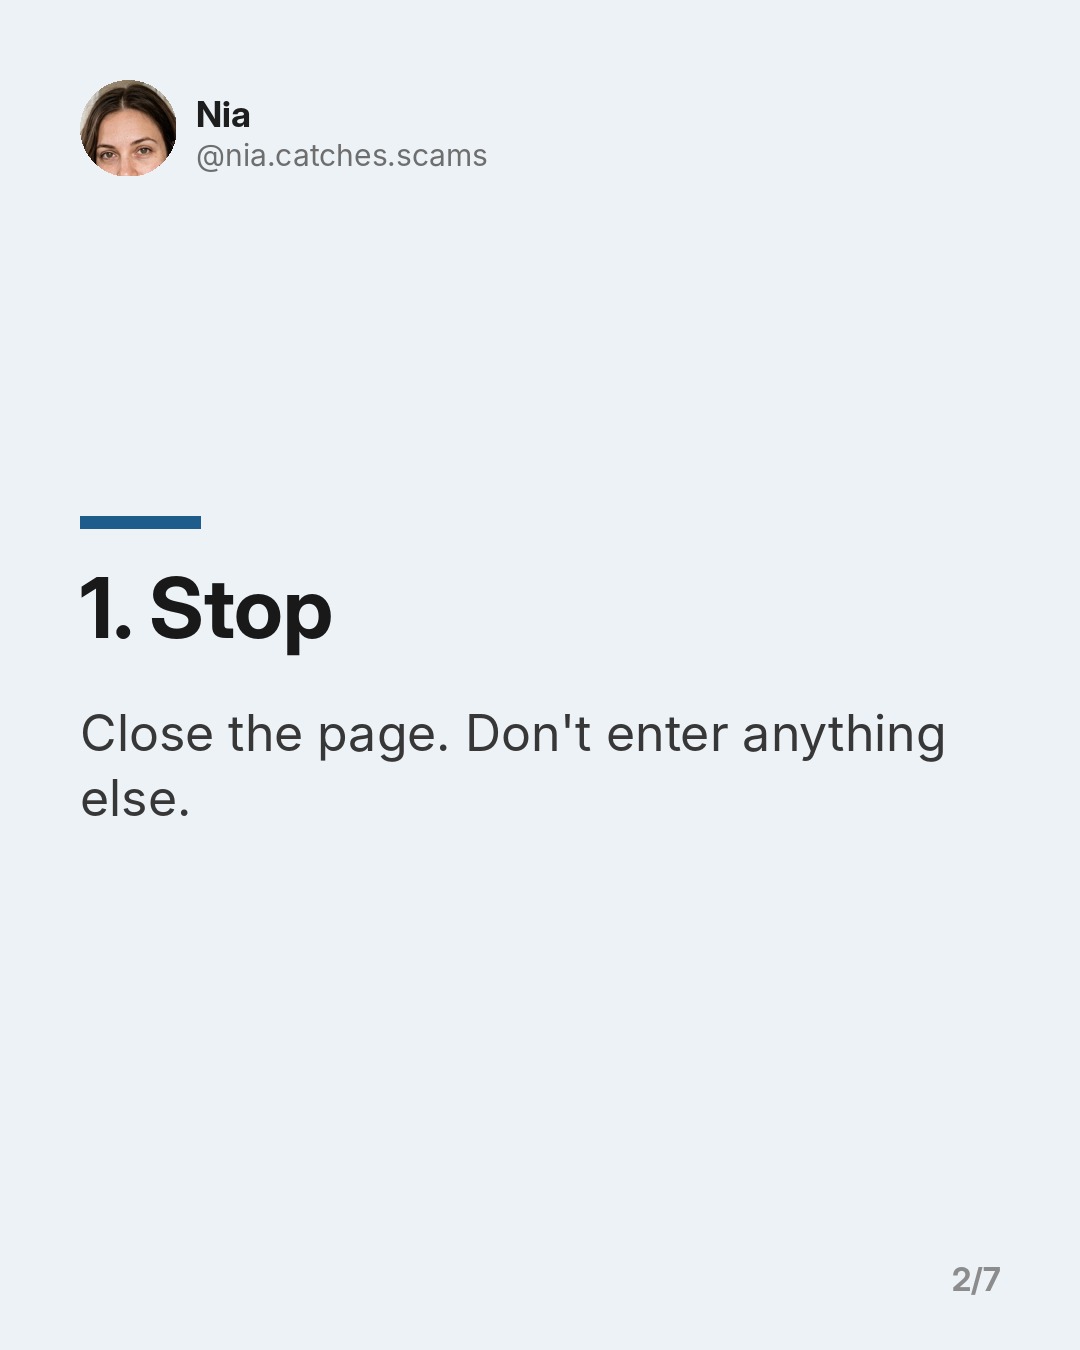 Nia
@nia.catches.scams
1. Stop
Close the page. Don't enter anything
else.
2/7